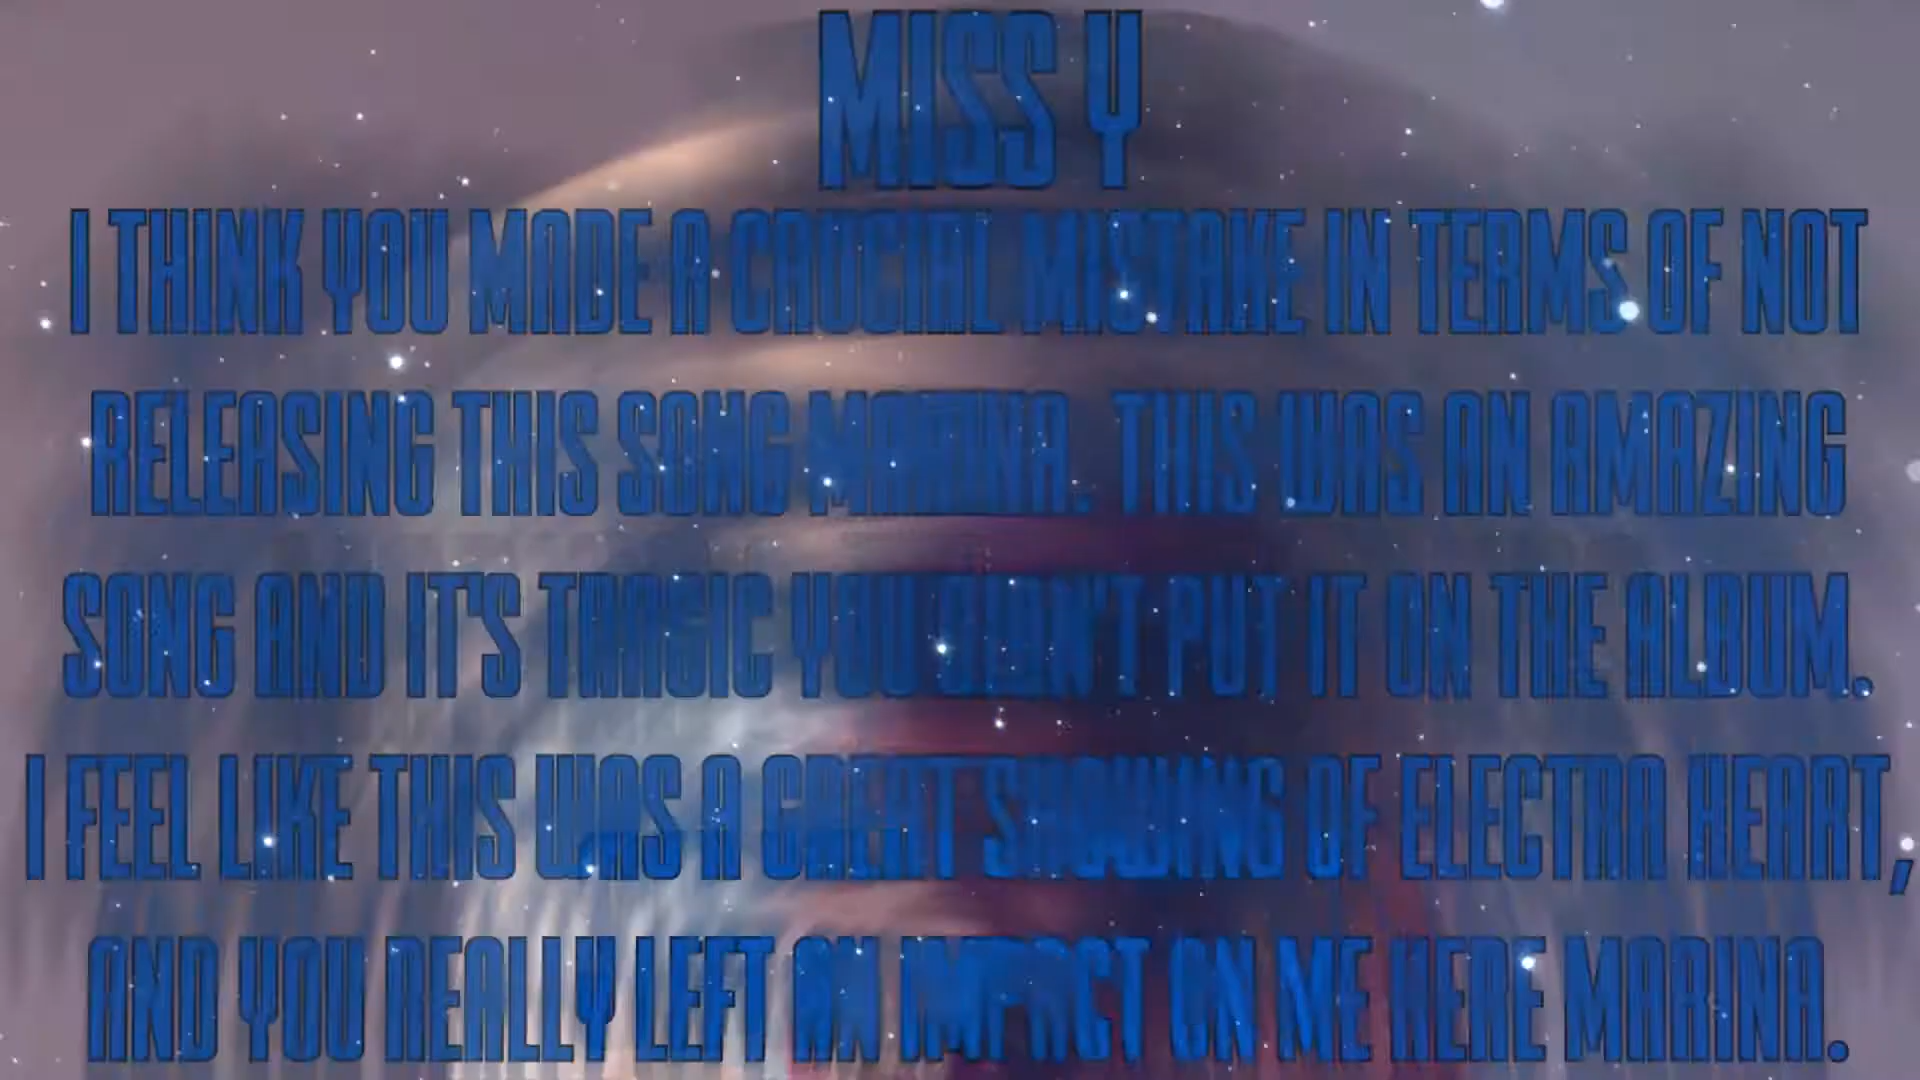 MISS Y
I THINK YOU MADE A CRUCIAL MISTAKE IN TERMS OF NOT
RELEASING THIS SONG MARINA. THIS WAS AN AMAZING
SONG AND IT'S TRAGIC YOU DIDN'T PUT IT ON THE ALBUM.
I FEEL LIKE THIS WAS A GREAT SHOWING OF ELECTRA HEART,
AND YOU REALLY LEFT AN IMPACT ON ME HERE MARINA.